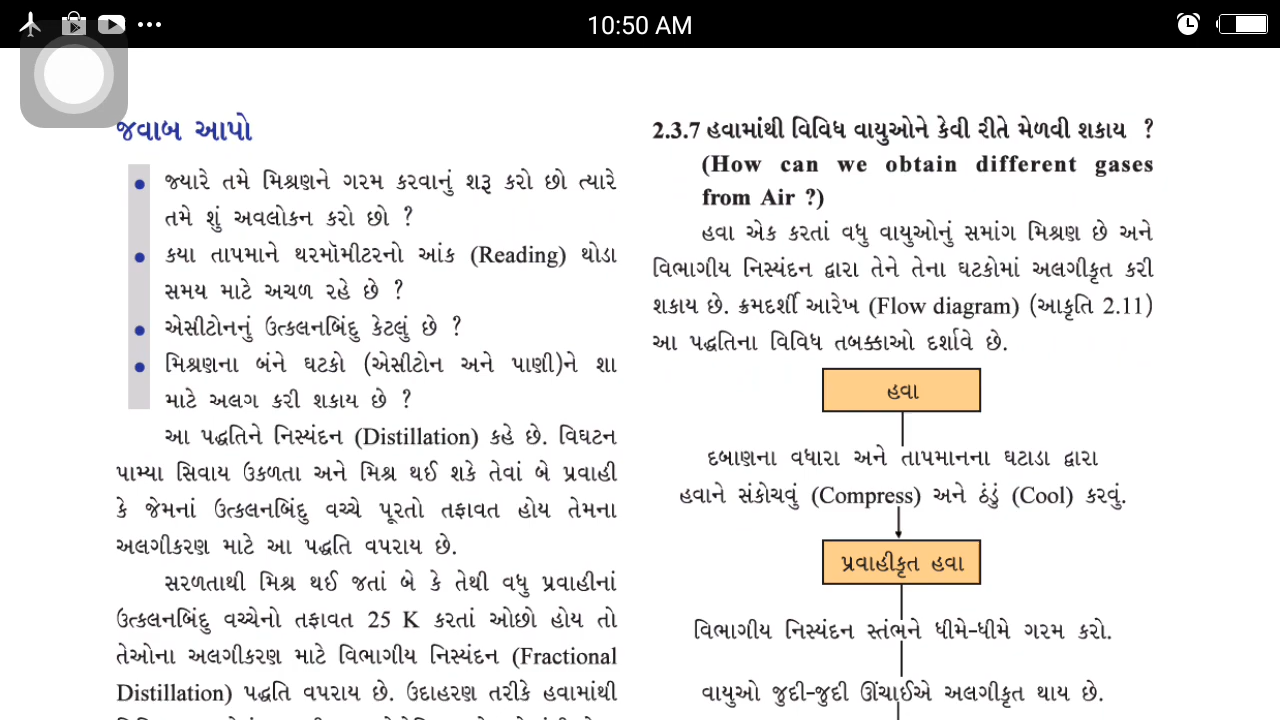 10:50 AM
જવાબ આપો
જ્યારે તમે મિશ્રણને ગરમ કરવાનું શરૂ કરો છો ત્યારે
તમે શું અવલોકન કરો છો ?
કયા તાપમાને થરમૉમીટરનો આંક (Reading) થોડા
સમય માટે અચળ રહે છે ?
એસીટોનનું ઉત્કલનબિંદુ કેટલું છે ?
મિશ્રણના બંને ઘટકો (એસીટોન અને પાણી)ને શા
માટે અલગ કરી શકાય છે ?
આ પદ્ધતિને નિસ્યંદન (Distillation) કહે છે. વિઘટન
પામ્યા સિવાય ઉકળતા અને મિશ્ર થઈ શકે તેવાં બે પ્રવાહી
કે જેમનાં ઉત્કલનબિંદુ વચ્ચે પૂરતો તફાવત હોય તેમના
અલગીકરણ માટે આ પદ્ધતિ વપરાય છે.
સરળતાથી મિશ્ર થઈ જતાં બે કે તેથી વધુ પ્રવાહીનાં
ઉત્કલનબિંદુ વચ્ચેનો તફાવત 25 K કરતાં ઓછો હોય તો
તેઓના અલગીકરણ માટે વિભાગીય નિસ્યંદન (Fractional
Distillation) પદ્ધતિ વપરાય છે. ઉદાહરણ તરીકે હવામાંથી
2.3.7 હવામાંથી વિવિધ વાયુઓને કેવી રીતે મેળવી શકાય ?
(How can we obtain different gases
from Air ?)
હવા એક કરતાં વધુ વાયુઓનું સમાંગ મિશ્રણ છે અને
વિભાગીય નિસ્યંદન દ્વારા તેને તેના ઘટકોમાં અલગીકૃત કરી
શકાય છે. ક્રમદર્શી આરેખ (Flow diagram) (આકૃતિ 2.11)
આ પદ્ધતિના વિવિધ તબક્કાઓ દર્શાવે છે.
હવા
દબાણના વધારા અને તાપમાનના ઘટાડા દ્વારા
હવાને સંકોચવું (Compress) અને ઠંડું (Cool) કરવું.
પ્રવાહીકૃત હવા
વિભાગીય નિસ્યંદન સ્તંભને ધીમે-ધીમે ગરમ કરો.
વાયુઓ જુદી-જુદી ઊંચાઈએ અલગીકૃત થાય છે.